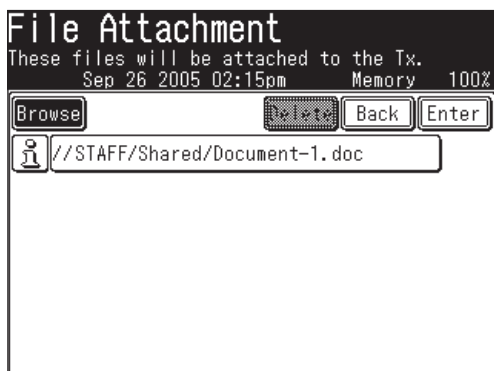 File Attachment
These files will be attached to the Tx.
Sep 26 2005 02:15pm Memory 100%
Browse Delete Back Enter
//STAFF/Shared/Document-1.doc